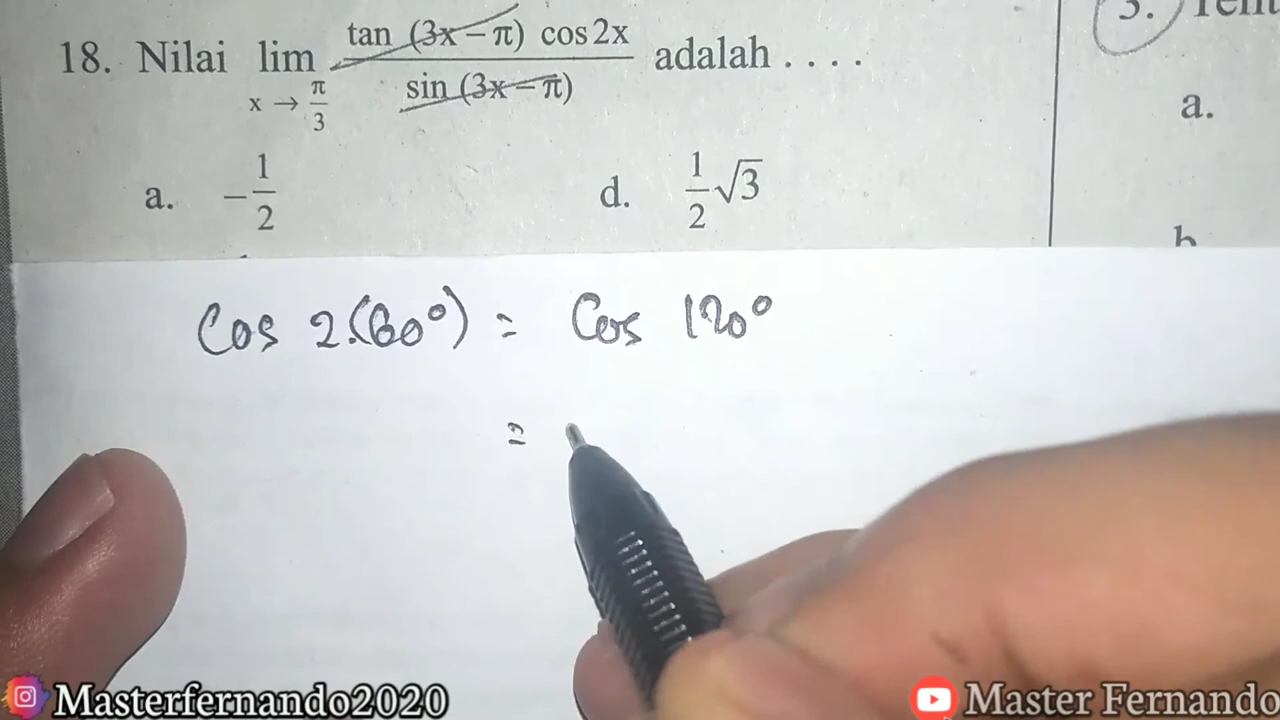 18. Nilai lim x → π/3 tan (3x – π) cos 2x / sin (3x – π) adalah . . . .
a. –1/2
d. 1/2 √3
3.
a.
Cos 2.(60°) = Cos 120°
=
Masterfernando2020
Master Fernando